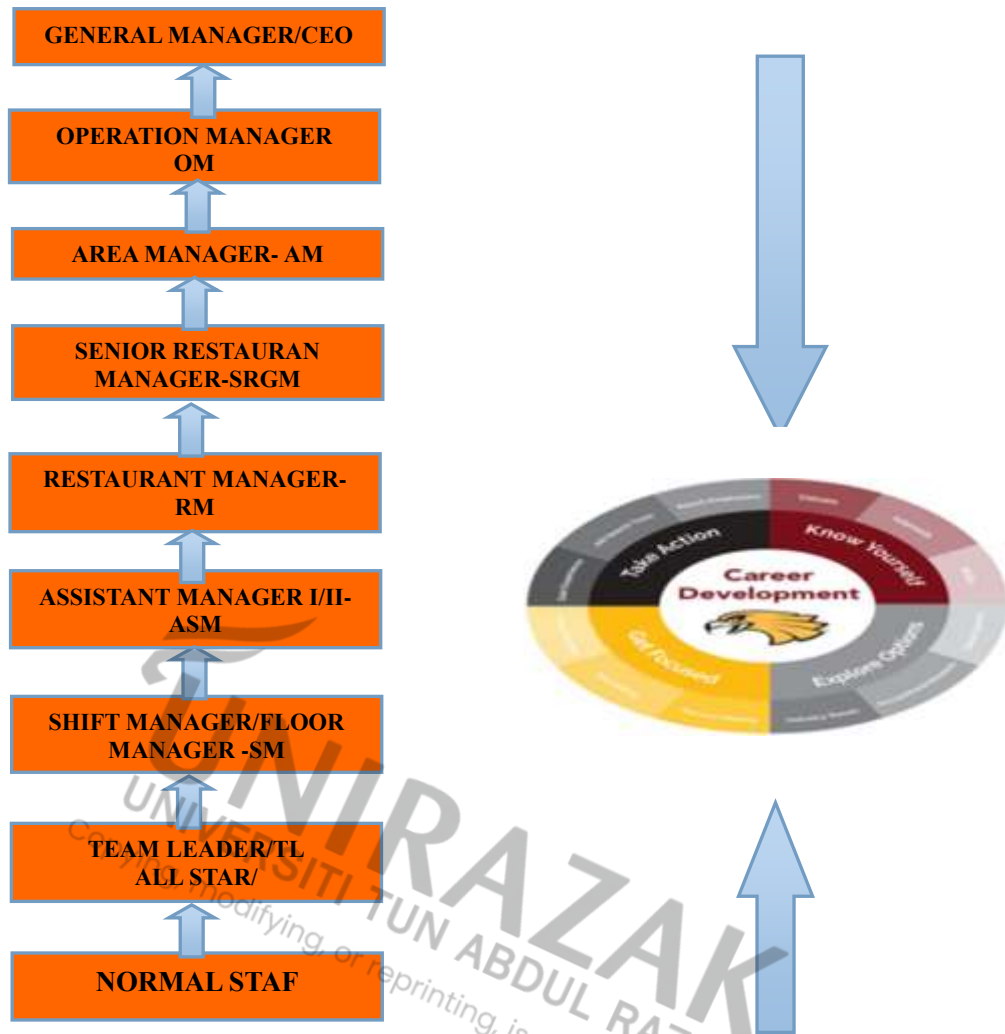 GENERAL MANAGER/CEO
OPERATION MANAGER
OM
AREA MANAGER- AM
SENIOR RESTAURAN
MANAGER-SRGM
RESTAURANT MANAGER-
RM
ASSISTANT MANAGER I/II-
ASM
SHIFT MANAGER/FLOOR
MANAGER -SM
TEAM LEADER/TL
ALL STAR/
NORMAL STAF
Take Action
Know Yourself
Career
Development
Get Focused
Explore Options
UNIRAZAK
UNIVERSITI TUN ABDUL
Copying, modifying, or reprinting, is